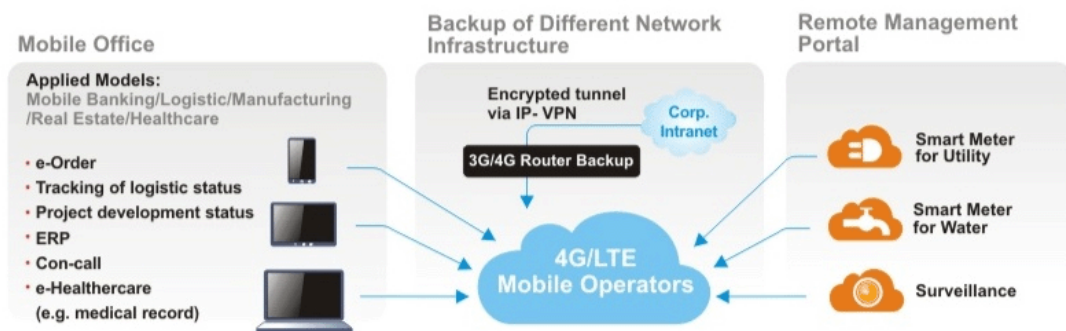 Mobile Office
Applied Models:
Mobile Banking/Logistic/Manufacturing
/Real Estate/Healthcare
• e-Order
• Tracking of logistic status
• Project development status
• ERP
• Con-call
• e-Healthercare
(e.g. medical record)
Backup of Different Network
Infrastructure
Encrypted tunnel
via IP- VPN
Corp.
Intranet
3G/4G Router Backup
4G/LTE
Mobile Operators
Remote Management
Portal
Smart Meter
for Utility
Smart Meter
for Water
Surveillance